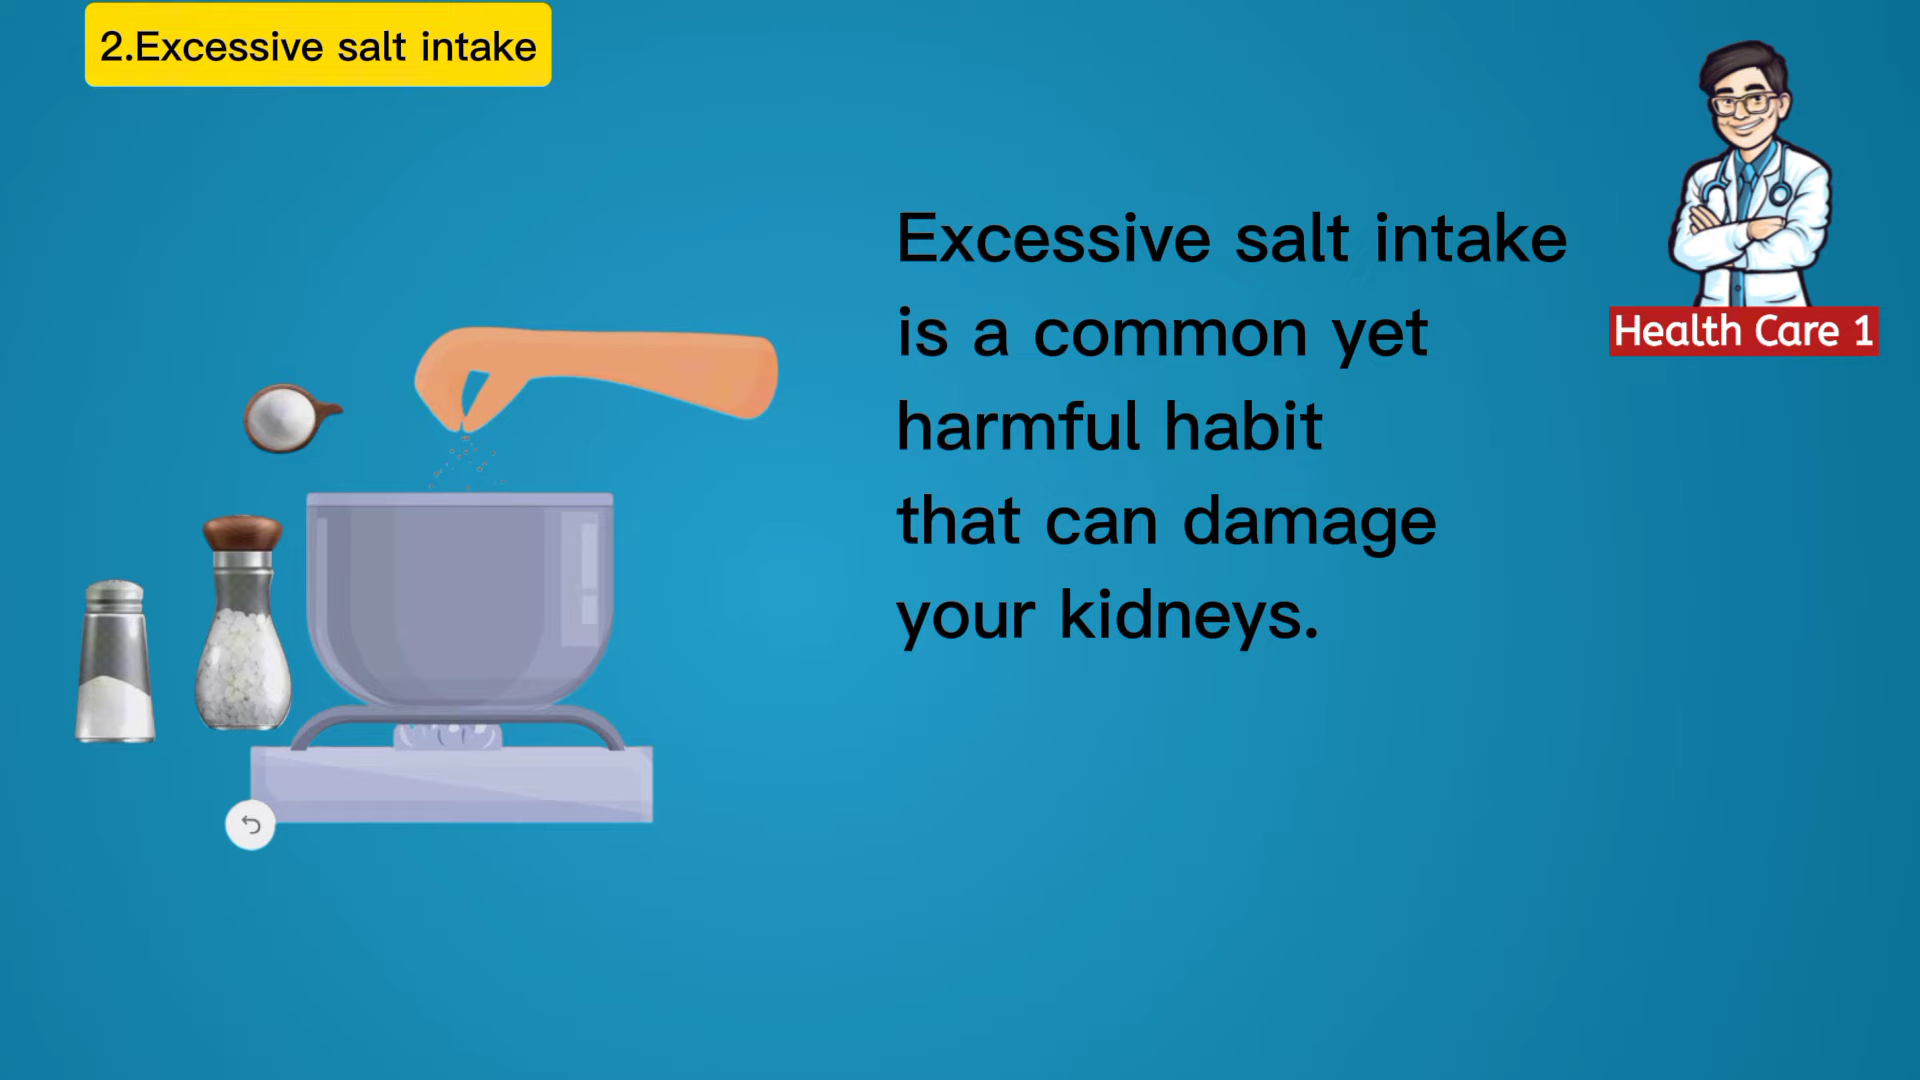 2.Excessive salt intake
Excessive salt intake
is a common yet
harmful habit
that can damage
your kidneys.
Health Care 1